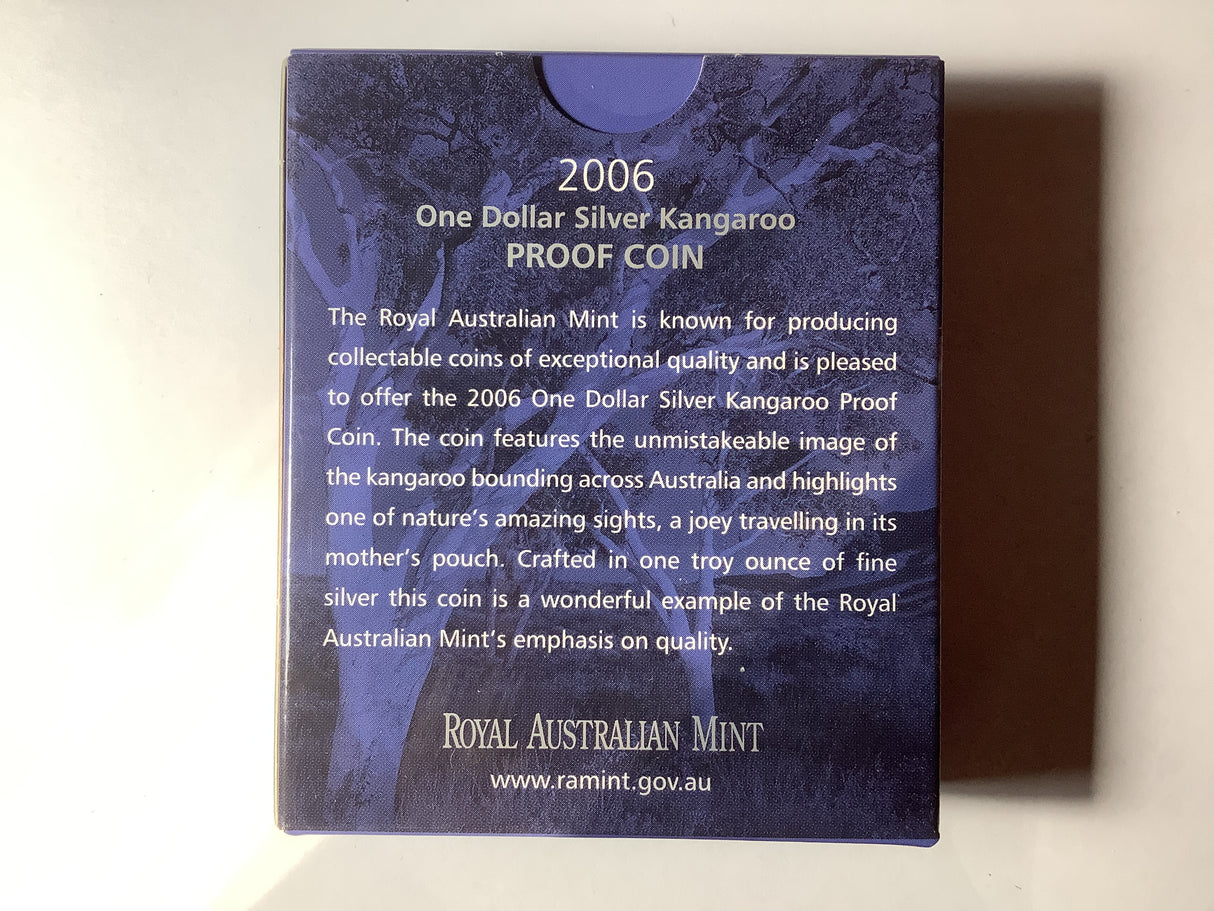 2006
One Dollar Silver Kangaroo
PROOF COIN
The Royal Australian Mint is known for producing
collectable coins of exceptional quality and is pleased
to offer the 2006 One Dollar Silver Kangaroo Proof
Coin. The coin features the unmistakeable image of
the kangaroo bounding across Australia and highlights
one of nature's amazing sights, a joey travelling in its
mother's pouch. Crafted in one troy ounce of fine
silver this coin is a wonderful example of the Royal
Australian Mint's emphasis on quality.
ROYAL AUSTRALIAN MINT
www.ramint.gov.au